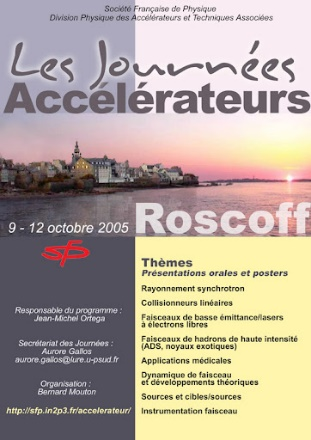 Société Française de Physique
Division Physique des Accélérateurs et Techniques Associées
Les Journées
Accélérateurs
9 - 12 octobre 2005
Roscoff
sfp
Thèmes
Présentations orales et posters
Rayonnement synchrotron
Collisionneurs linéaires
Faisceaux de basse émittance/lasers
à électrons libres
Faisceaux de hadrons de haute intensité
(ADS, noyaux exotiques)
Applications médicales
Dynamique de faisceau
et développements théoriques
Sources et cibles/sources
Instrumentation faisceau
Responsable du programme :
Jean-Michel Ortega
Secrétariat des Journées :
Aurore Gallos
aurore.gallos@lure.u-psud.fr
Organisation :
Bernard Mouton
http://sfp.in2p3.fr/accelerateur/